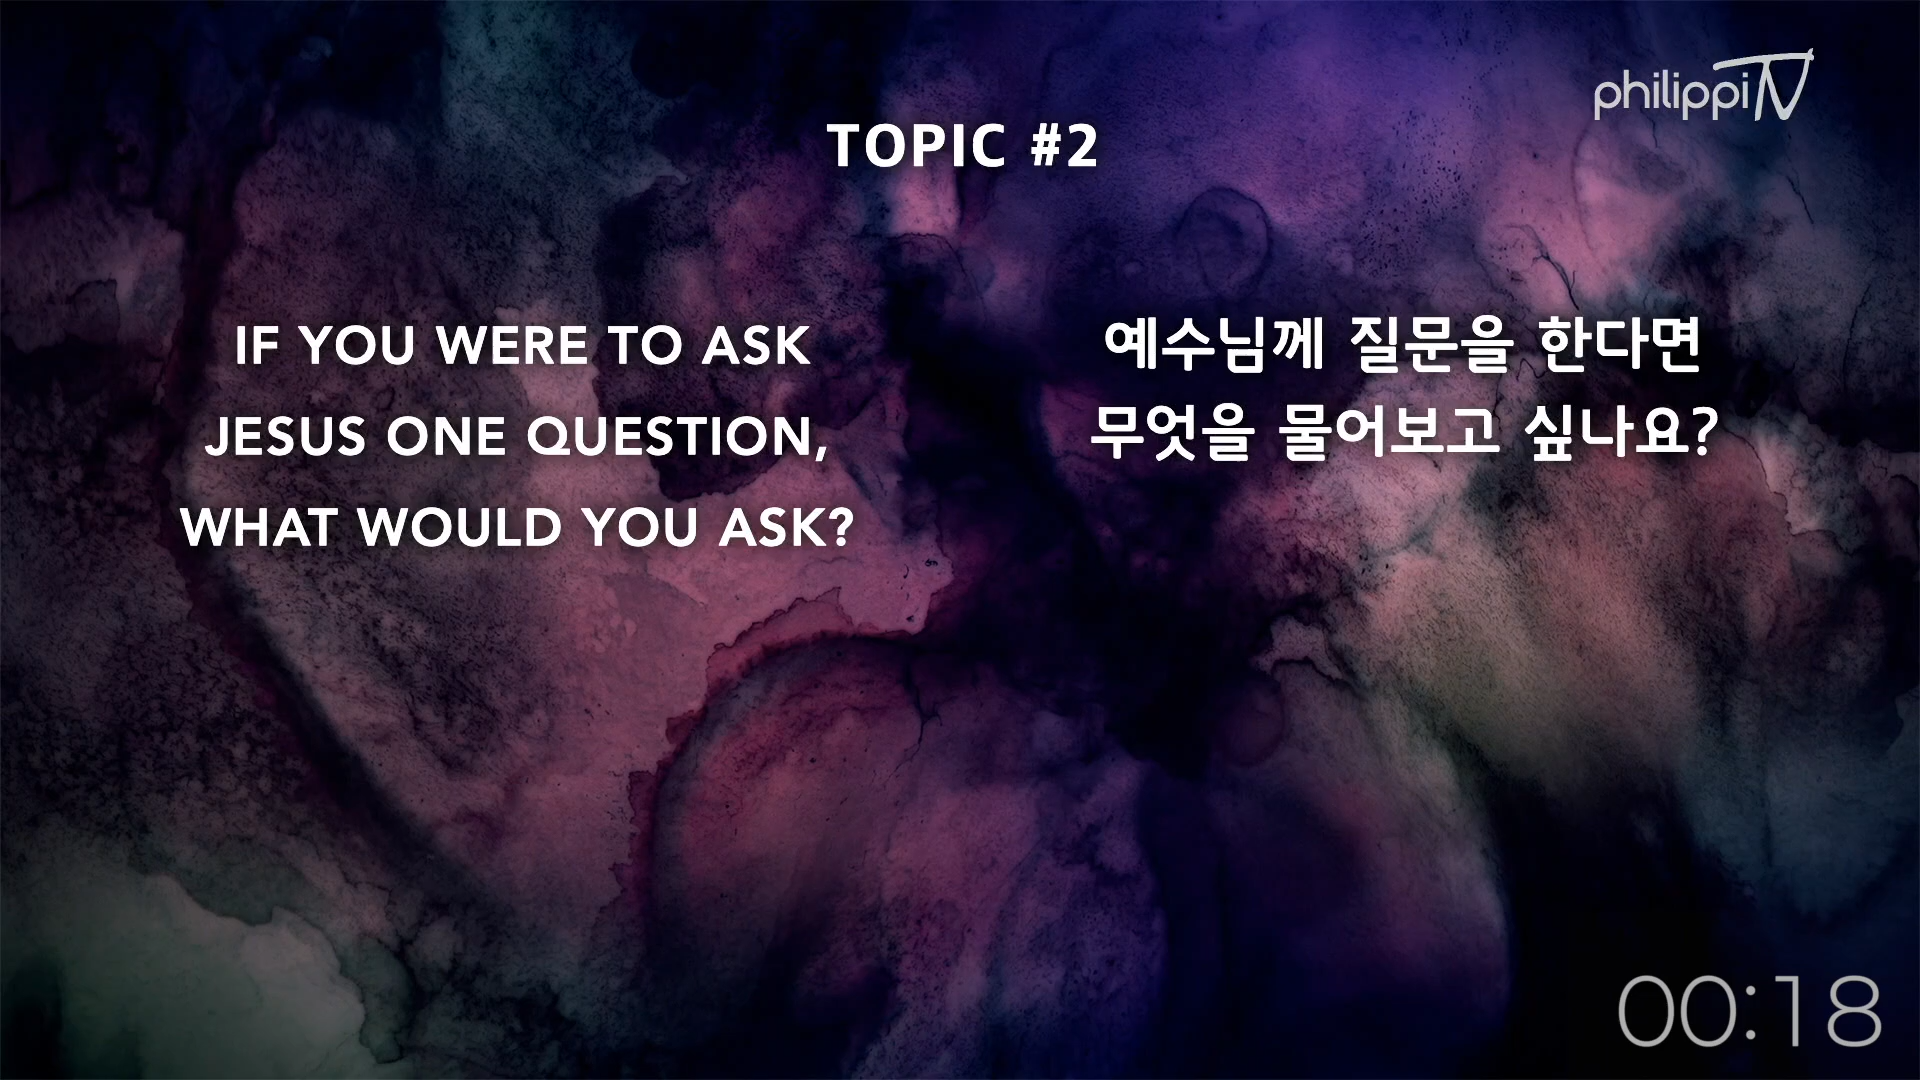 philippiTV
TOPIC #2
IF YOU WERE TO ASK
JESUS ONE QUESTION,
WHAT WOULD YOU ASK?
예수님께 질문을 한다면
무엇을 물어보고 싶나요?
00:18